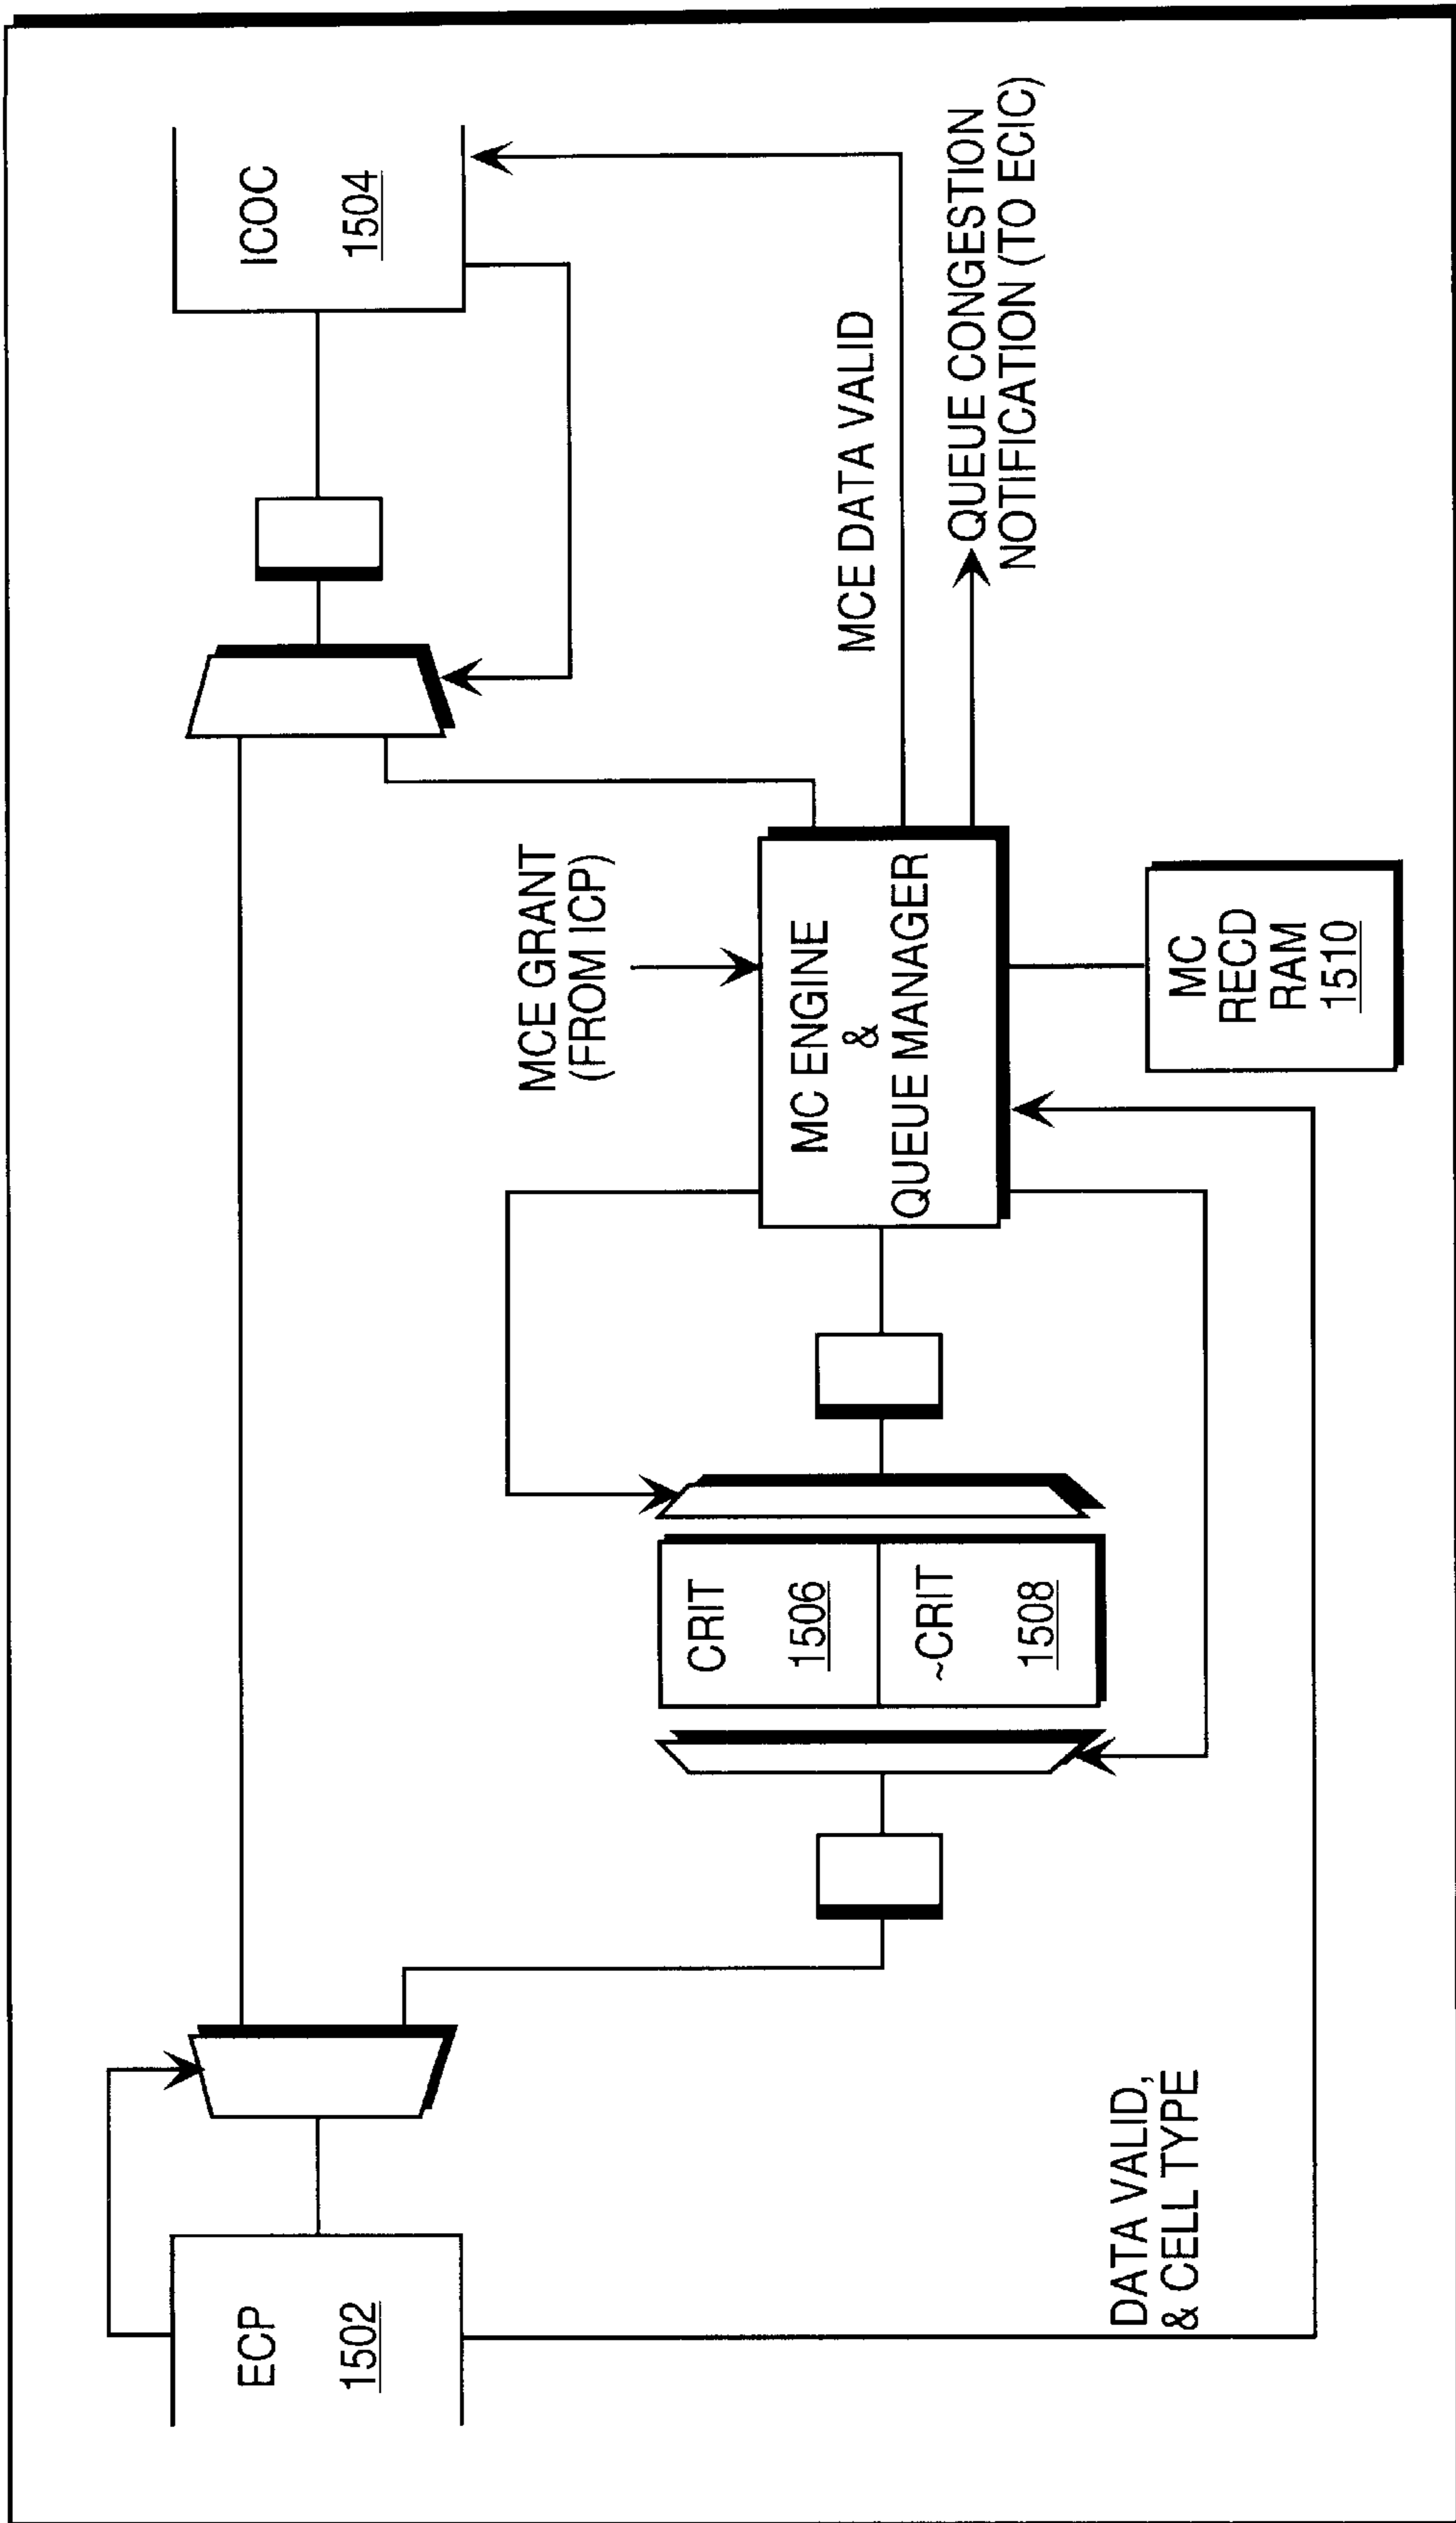 ECP
1502
ICOC
1504
MCE GRANT
(FROM ICP)
MCE DATA VALID
QUEUE CONGESTION
NOTIFICATION (TO ECIC)
CRIT
1506
~CRIT
1508
MC ENGINE
&
QUEUE MANAGER
MC
RECD
RAM
1510
DATA VALID,
& CELL TYPE